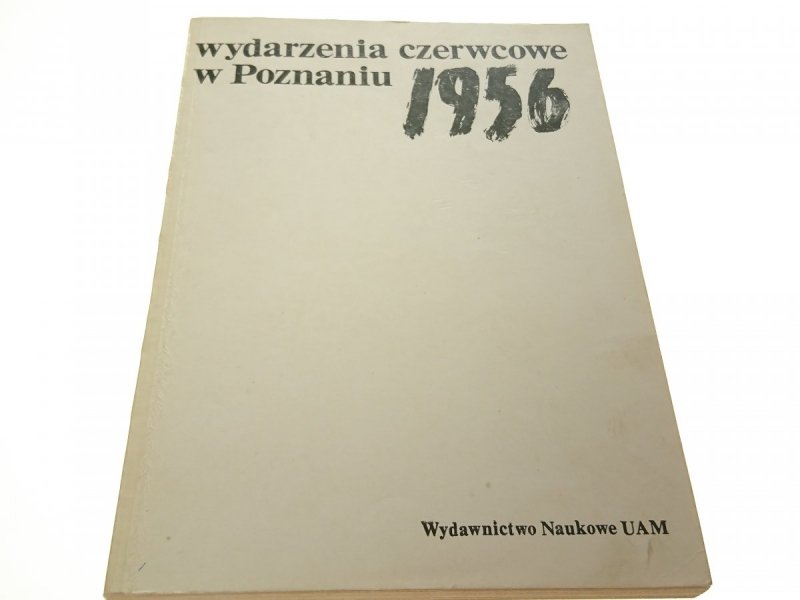 wydarzenia czerwcowe
w Poznaniu 1956
Wydawnictwo Naukowe UAM